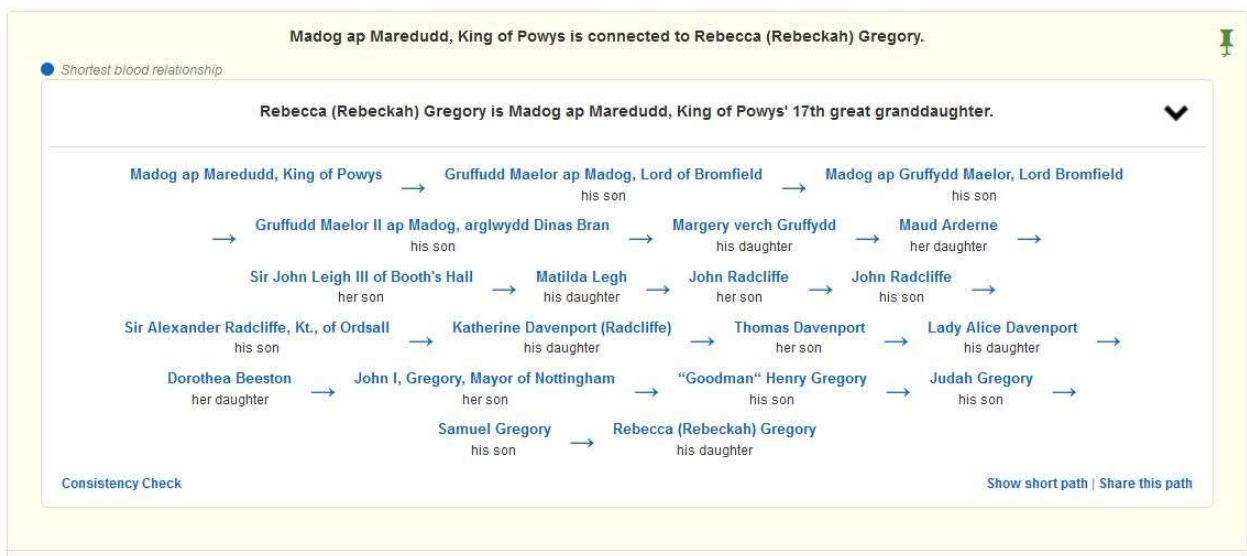 Madog ap Maredudd, King of Powys is connected to Rebecca (Rebeckah) Gregory.
Shortest blood relationship
Rebecca (Rebeckah) Gregory is Madog ap Maredudd, King of Powys' 17th great granddaughter.
Madog ap Maredudd, King of Powys → Gruffudd Maelor ap Madog, Lord of Bromfield → Madog ap Gruffydd Maelor, Lord Bromfield
his son his son
→ Gruffudd Maelor II ap Madog, arglwydd Dinas Bran → Margery verch Gruffydd → Maud Arderne →
his son his daughter her daughter
Sir John Leigh III of Booth's Hall → Matilda Legh → John Radcliffe → John Radcliffe →
her son his daughter her son his son
Sir Alexander Radcliffe, Kt., of Ordsall → Katherine Davenport (Radcliffe) → Thomas Davenport → Lady Alice Davenport →
his son his daughter her son his daughter
Dorothea Beeston → John I, Gregory, Mayor of Nottingham → “Goodman“ Henry Gregory → Judah Gregory →
her daughter her son his son his son
Samuel Gregory → Rebecca (Rebeckah) Gregory
his son his daughter
Consistency Check Show short path | Share this path